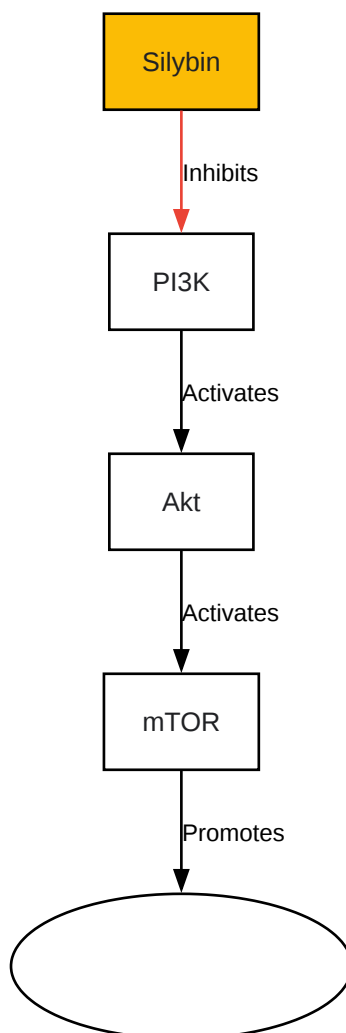 Silybin
Inhibits
PI3K
Activates
Akt
Activates
mTOR
Promotes